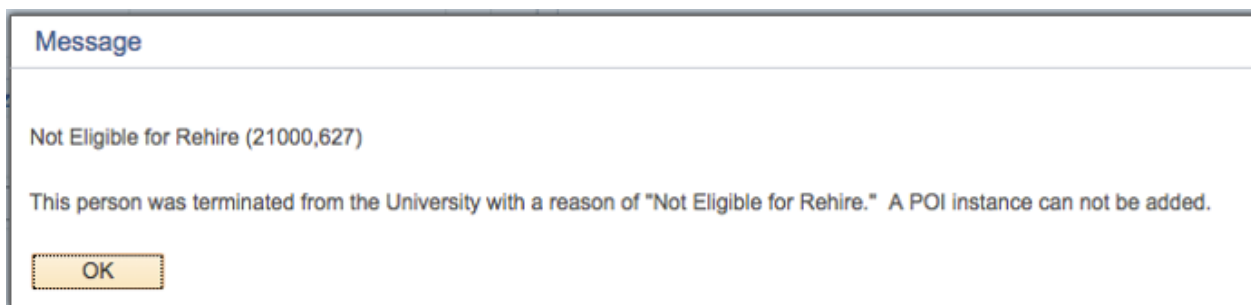 Message
Not Eligible for Rehire (21000,627)
This person was terminated from the University with a reason of "Not Eligible for Rehire."  A POI instance can not be added.
OK